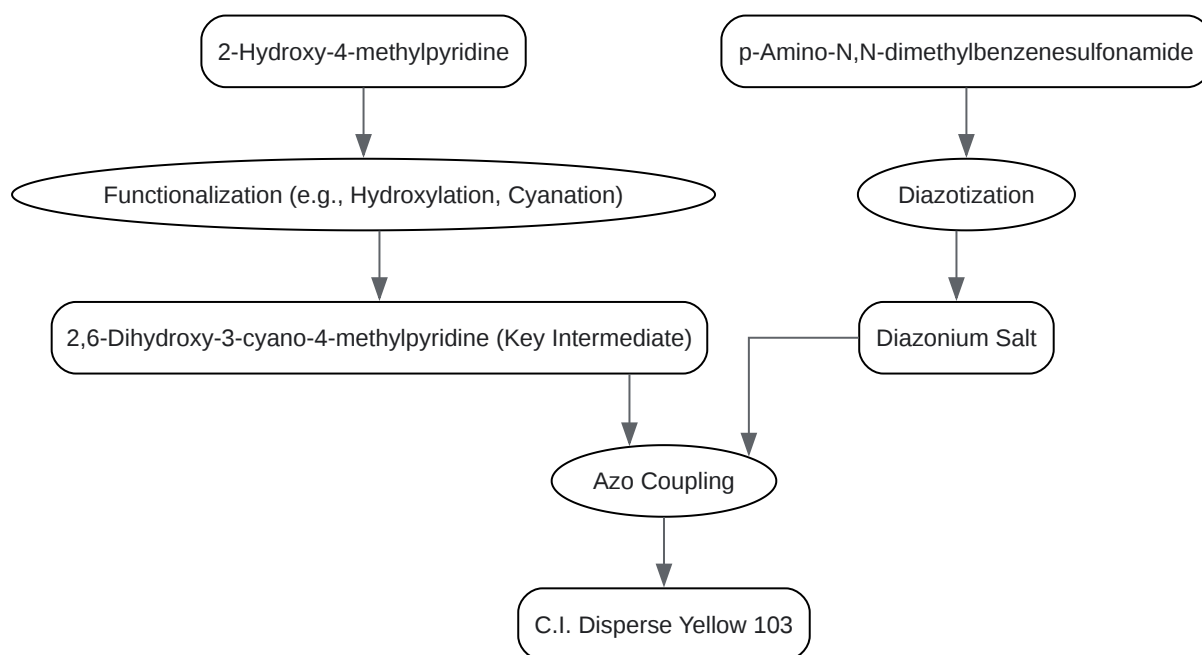 2-Hydroxy-4-methylpyridine
p-Amino-N,N-dimethylbenzenesulfonamide
Functionalization (e.g., Hydroxylation, Cyanation)
Diazotization
2,6-Dihydroxy-3-cyano-4-methylpyridine (Key Intermediate)
Diazonium Salt
Azo Coupling
C.I. Disperse Yellow 103